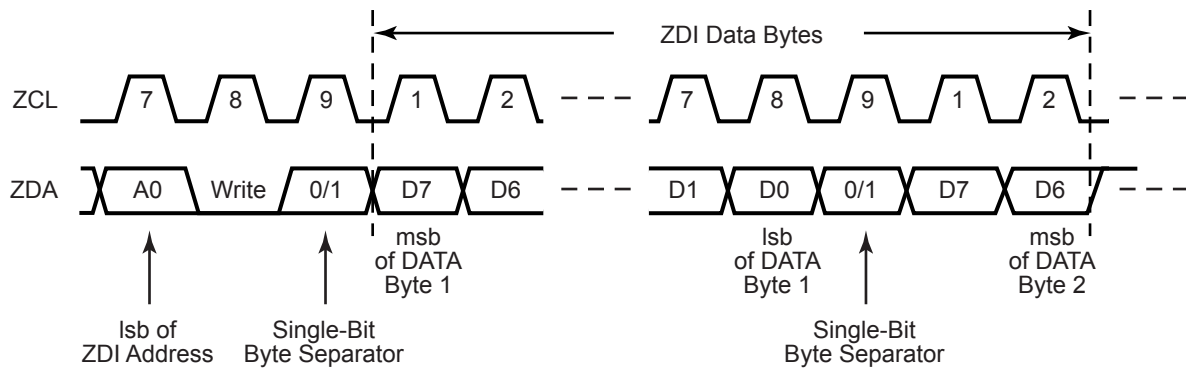 ZDI Data Bytes
ZCL 7 8 9 1 2 7 8 9 1 2
ZDA A0 Write 0/1 D7 D6 D1 D0 0/1 D7 D6
msb
of DATA
Byte 1
lsb
of DATA
Byte 1
msb
of DATA
Byte 2
lsb of
ZDI Address
Single-Bit
Byte Separator
Single-Bit
Byte Separator